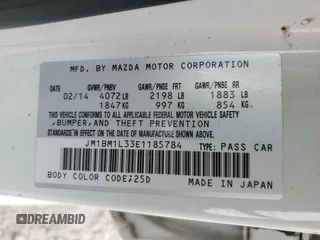 MFD. BY MAZDA MOTOR CORPORATION
GVWR/PNBV GAWR/PNBE FRT GAWR/PNBE RR
02/14 4072LB 2198 LB 1883 LB
1847KG 997 KG 854 KG
THIS VEHICLE CONFORMS TO ALL APPLICABLE
FEDERAL MOTOR VEHICLE SAFETY
,BUMPER,AND THEFT PREVENTION
STANDARDS IN EFFECT ON THE DATE OF
MANUFACTURE SHOWN ABOVE.
JM1BM1L33E1185784 TYPE; PASS CAR
BODY COLOR CODE;25D MADE IN JAPAN
DREAMBID